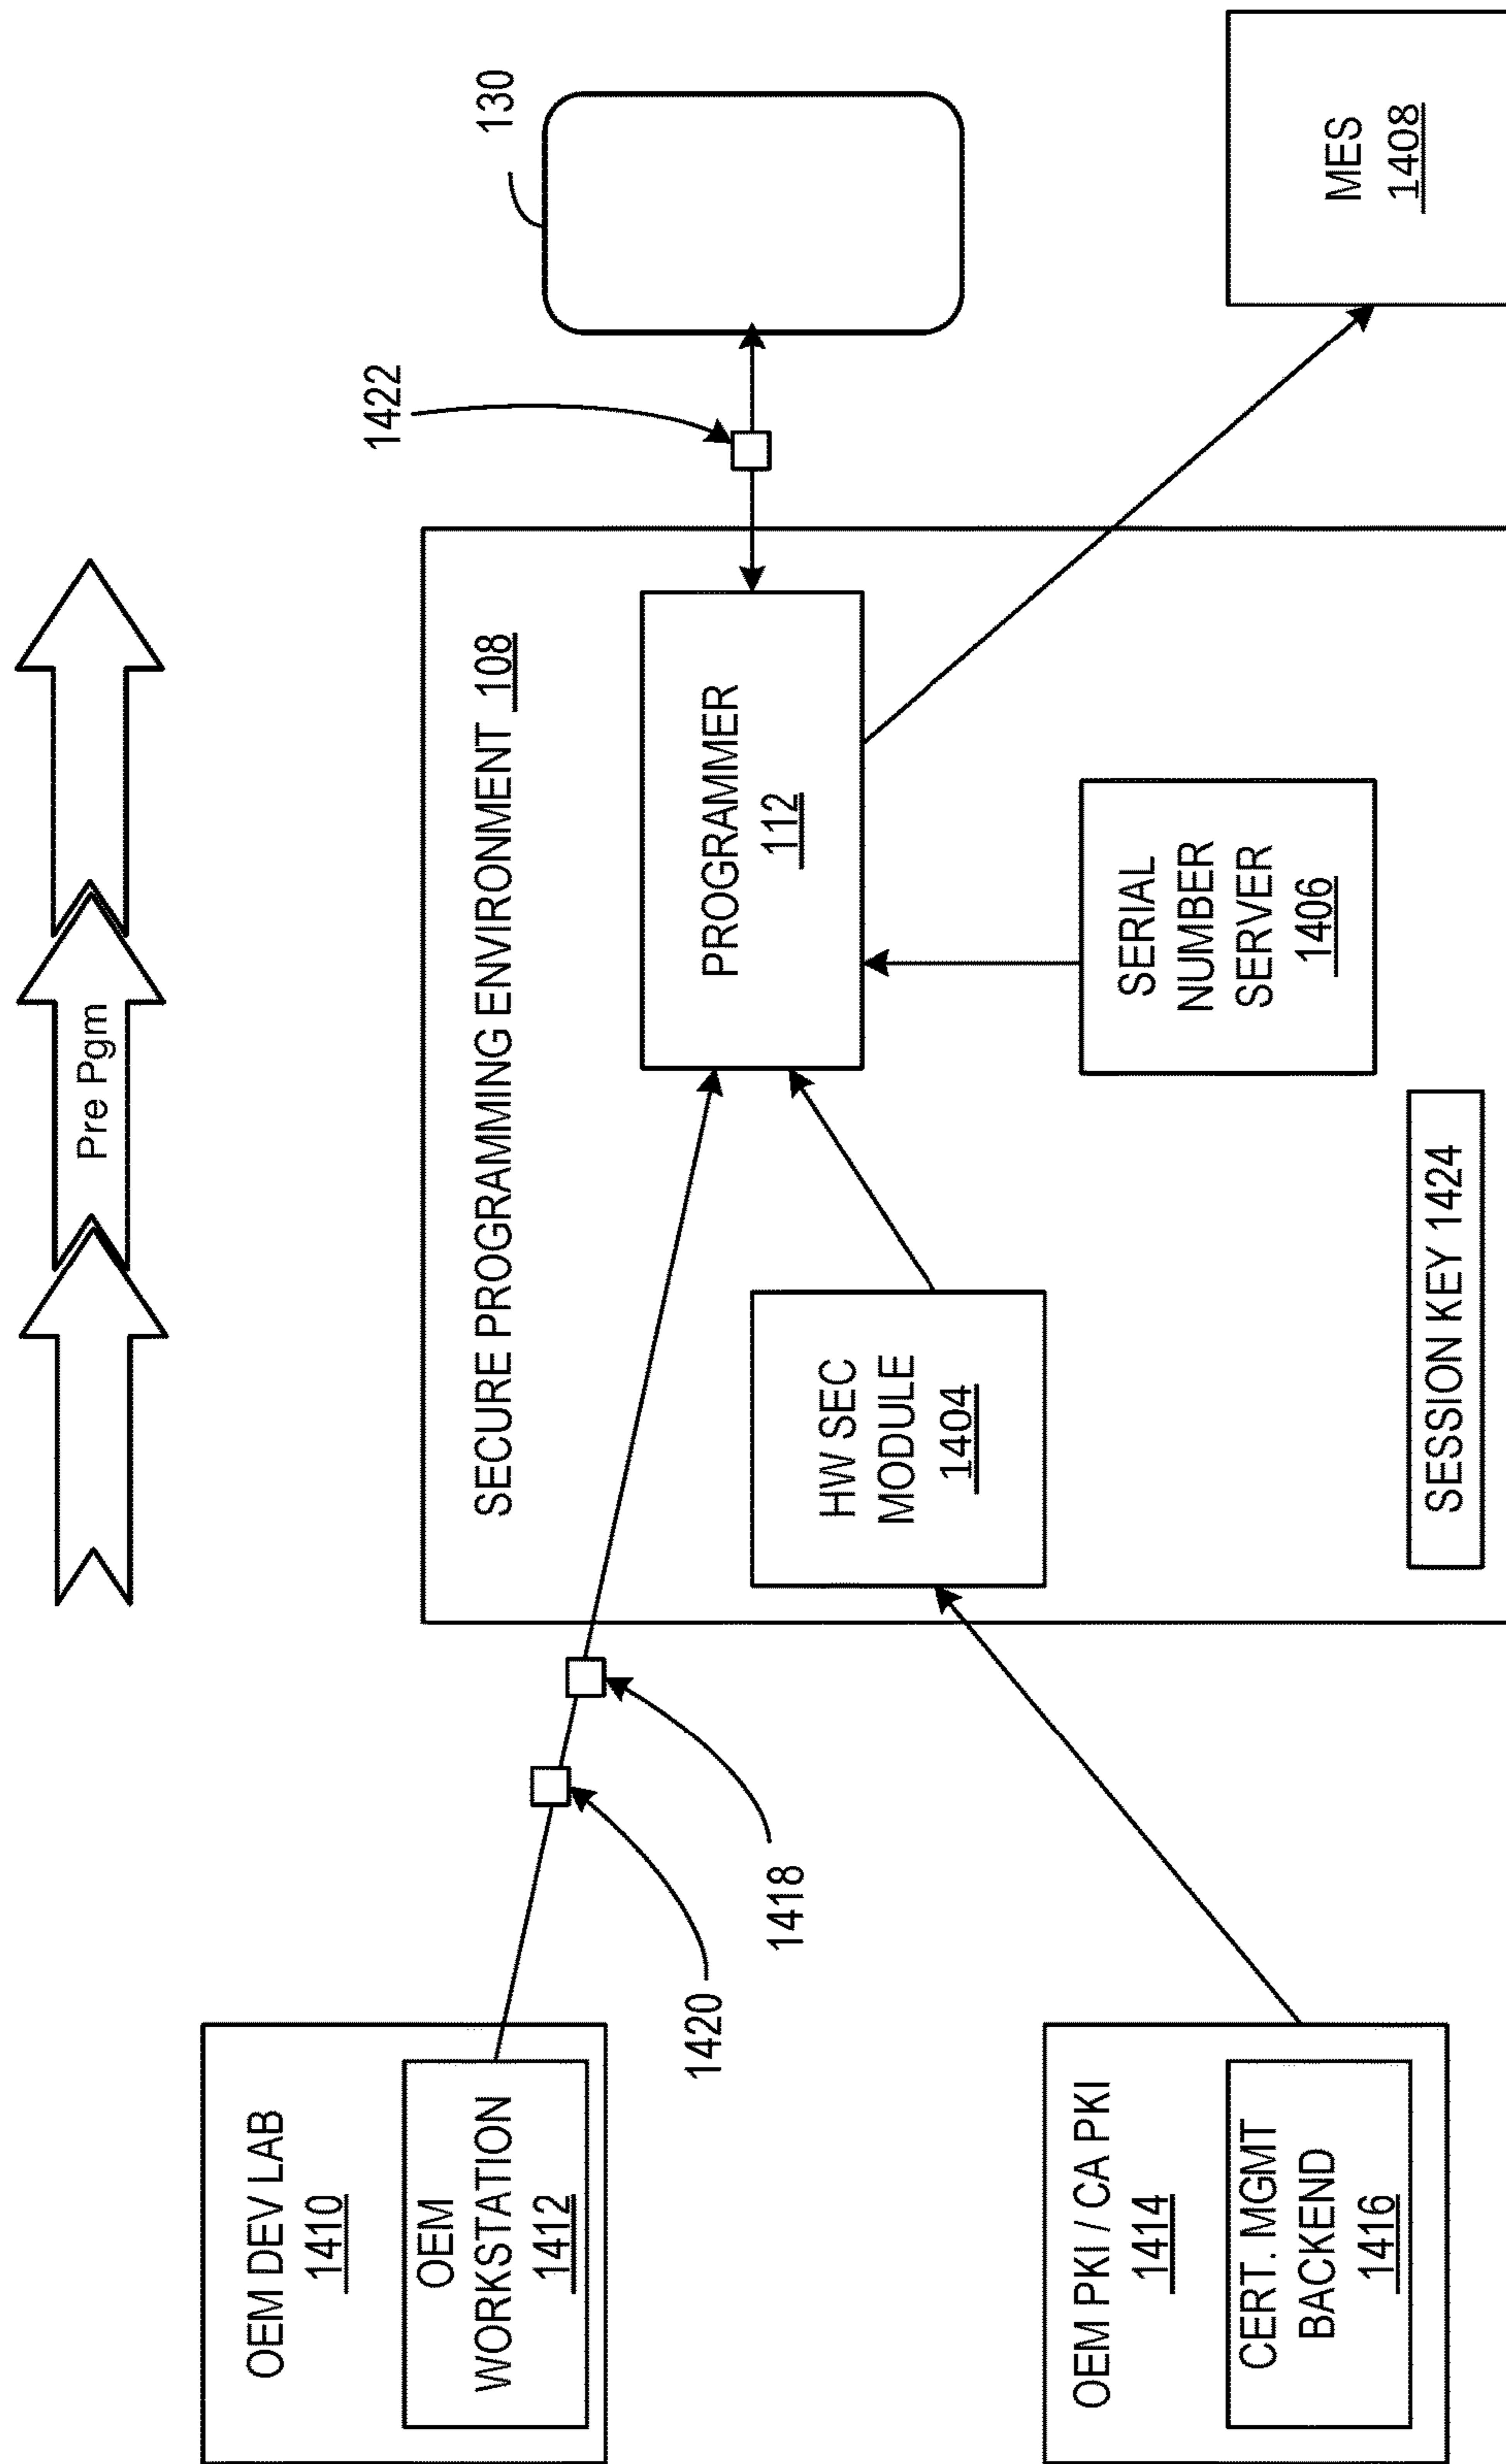 Pre Pgm
OEM DEV LAB
1410
OEM
WORKSTATION
1412
1420
1418
OEM PKI / CA PKI
1414
CERT. MGMT
BACKEND
1416
SECURE PROGRAMMING ENVIRONMENT 108
PROGRAMMER
112
HW SEC
MODULE
1404
SERIAL
NUMBER
SERVER
1406
SESSION KEY 1424
1422
130
MES
1408